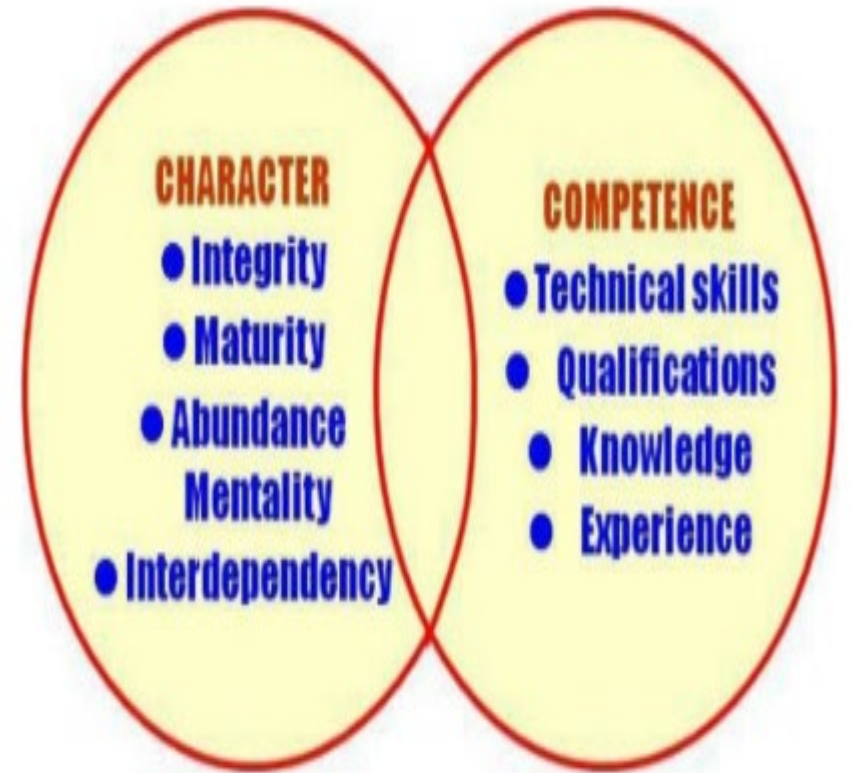 CHARACTER
● Integrity
● Maturity
● Abundance
Mentality
● Interdependency
COMPETENCE
● Technical skills
● Qualifications
● Knowledge
● Experience